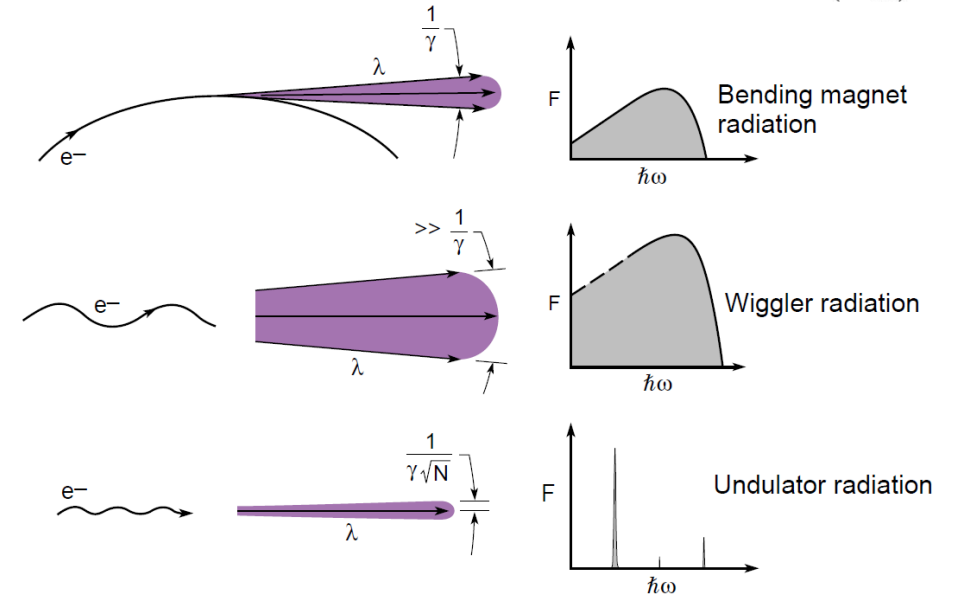 1
γ
λ
e–
F
ħω
Bending magnet
radiation
>> 1
γ
e–
λ
F
ħω
Wiggler radiation
1
γ√N
e–
λ
F
ħω
Undulator radiation